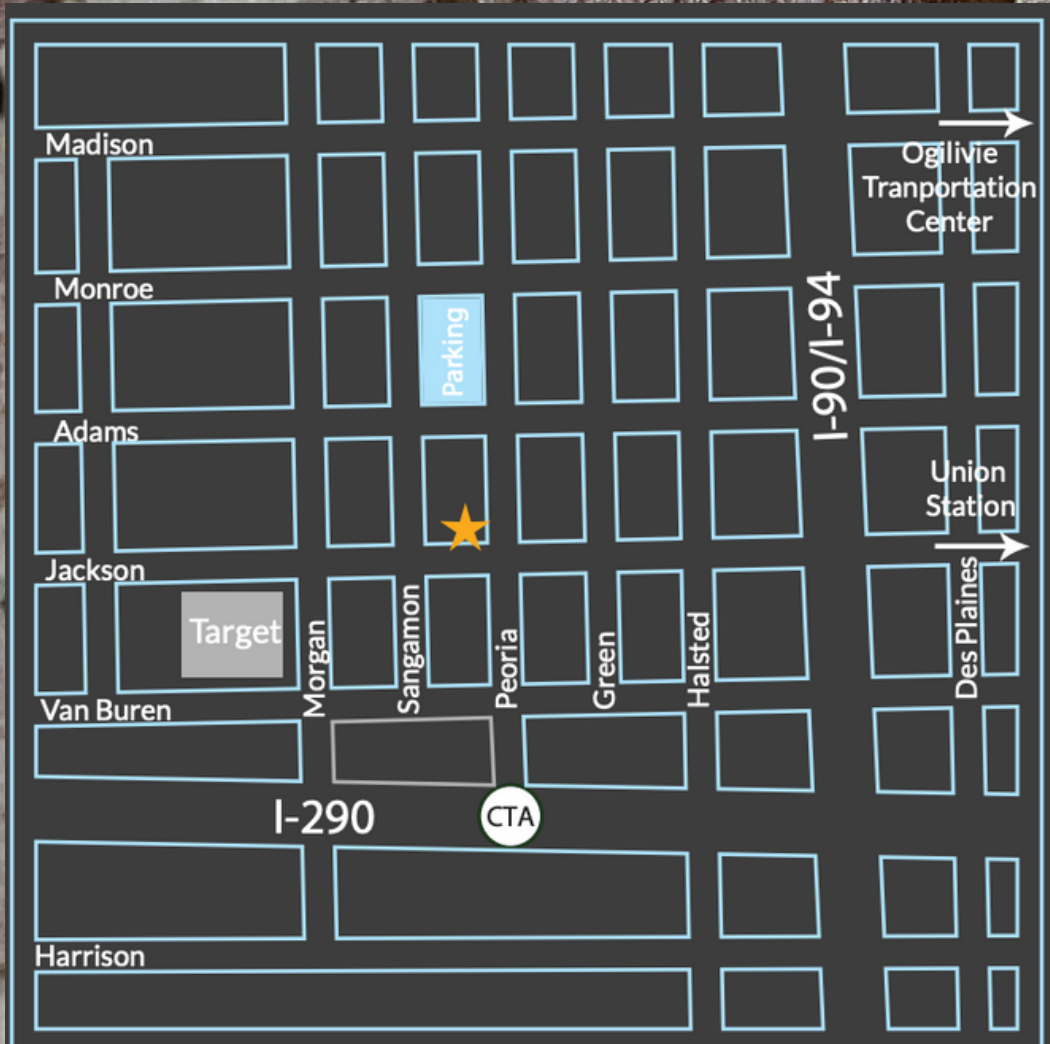 Madison
Ogilivie
Tranportation
Center
Monroe
Parking
I-90/I-94
Adams
Union
Station
Jackson
Target
Morgan
Sangamon
Peoria
Green
Halsted
Des Plaines
Van Buren
I-290
CTA
Harrison